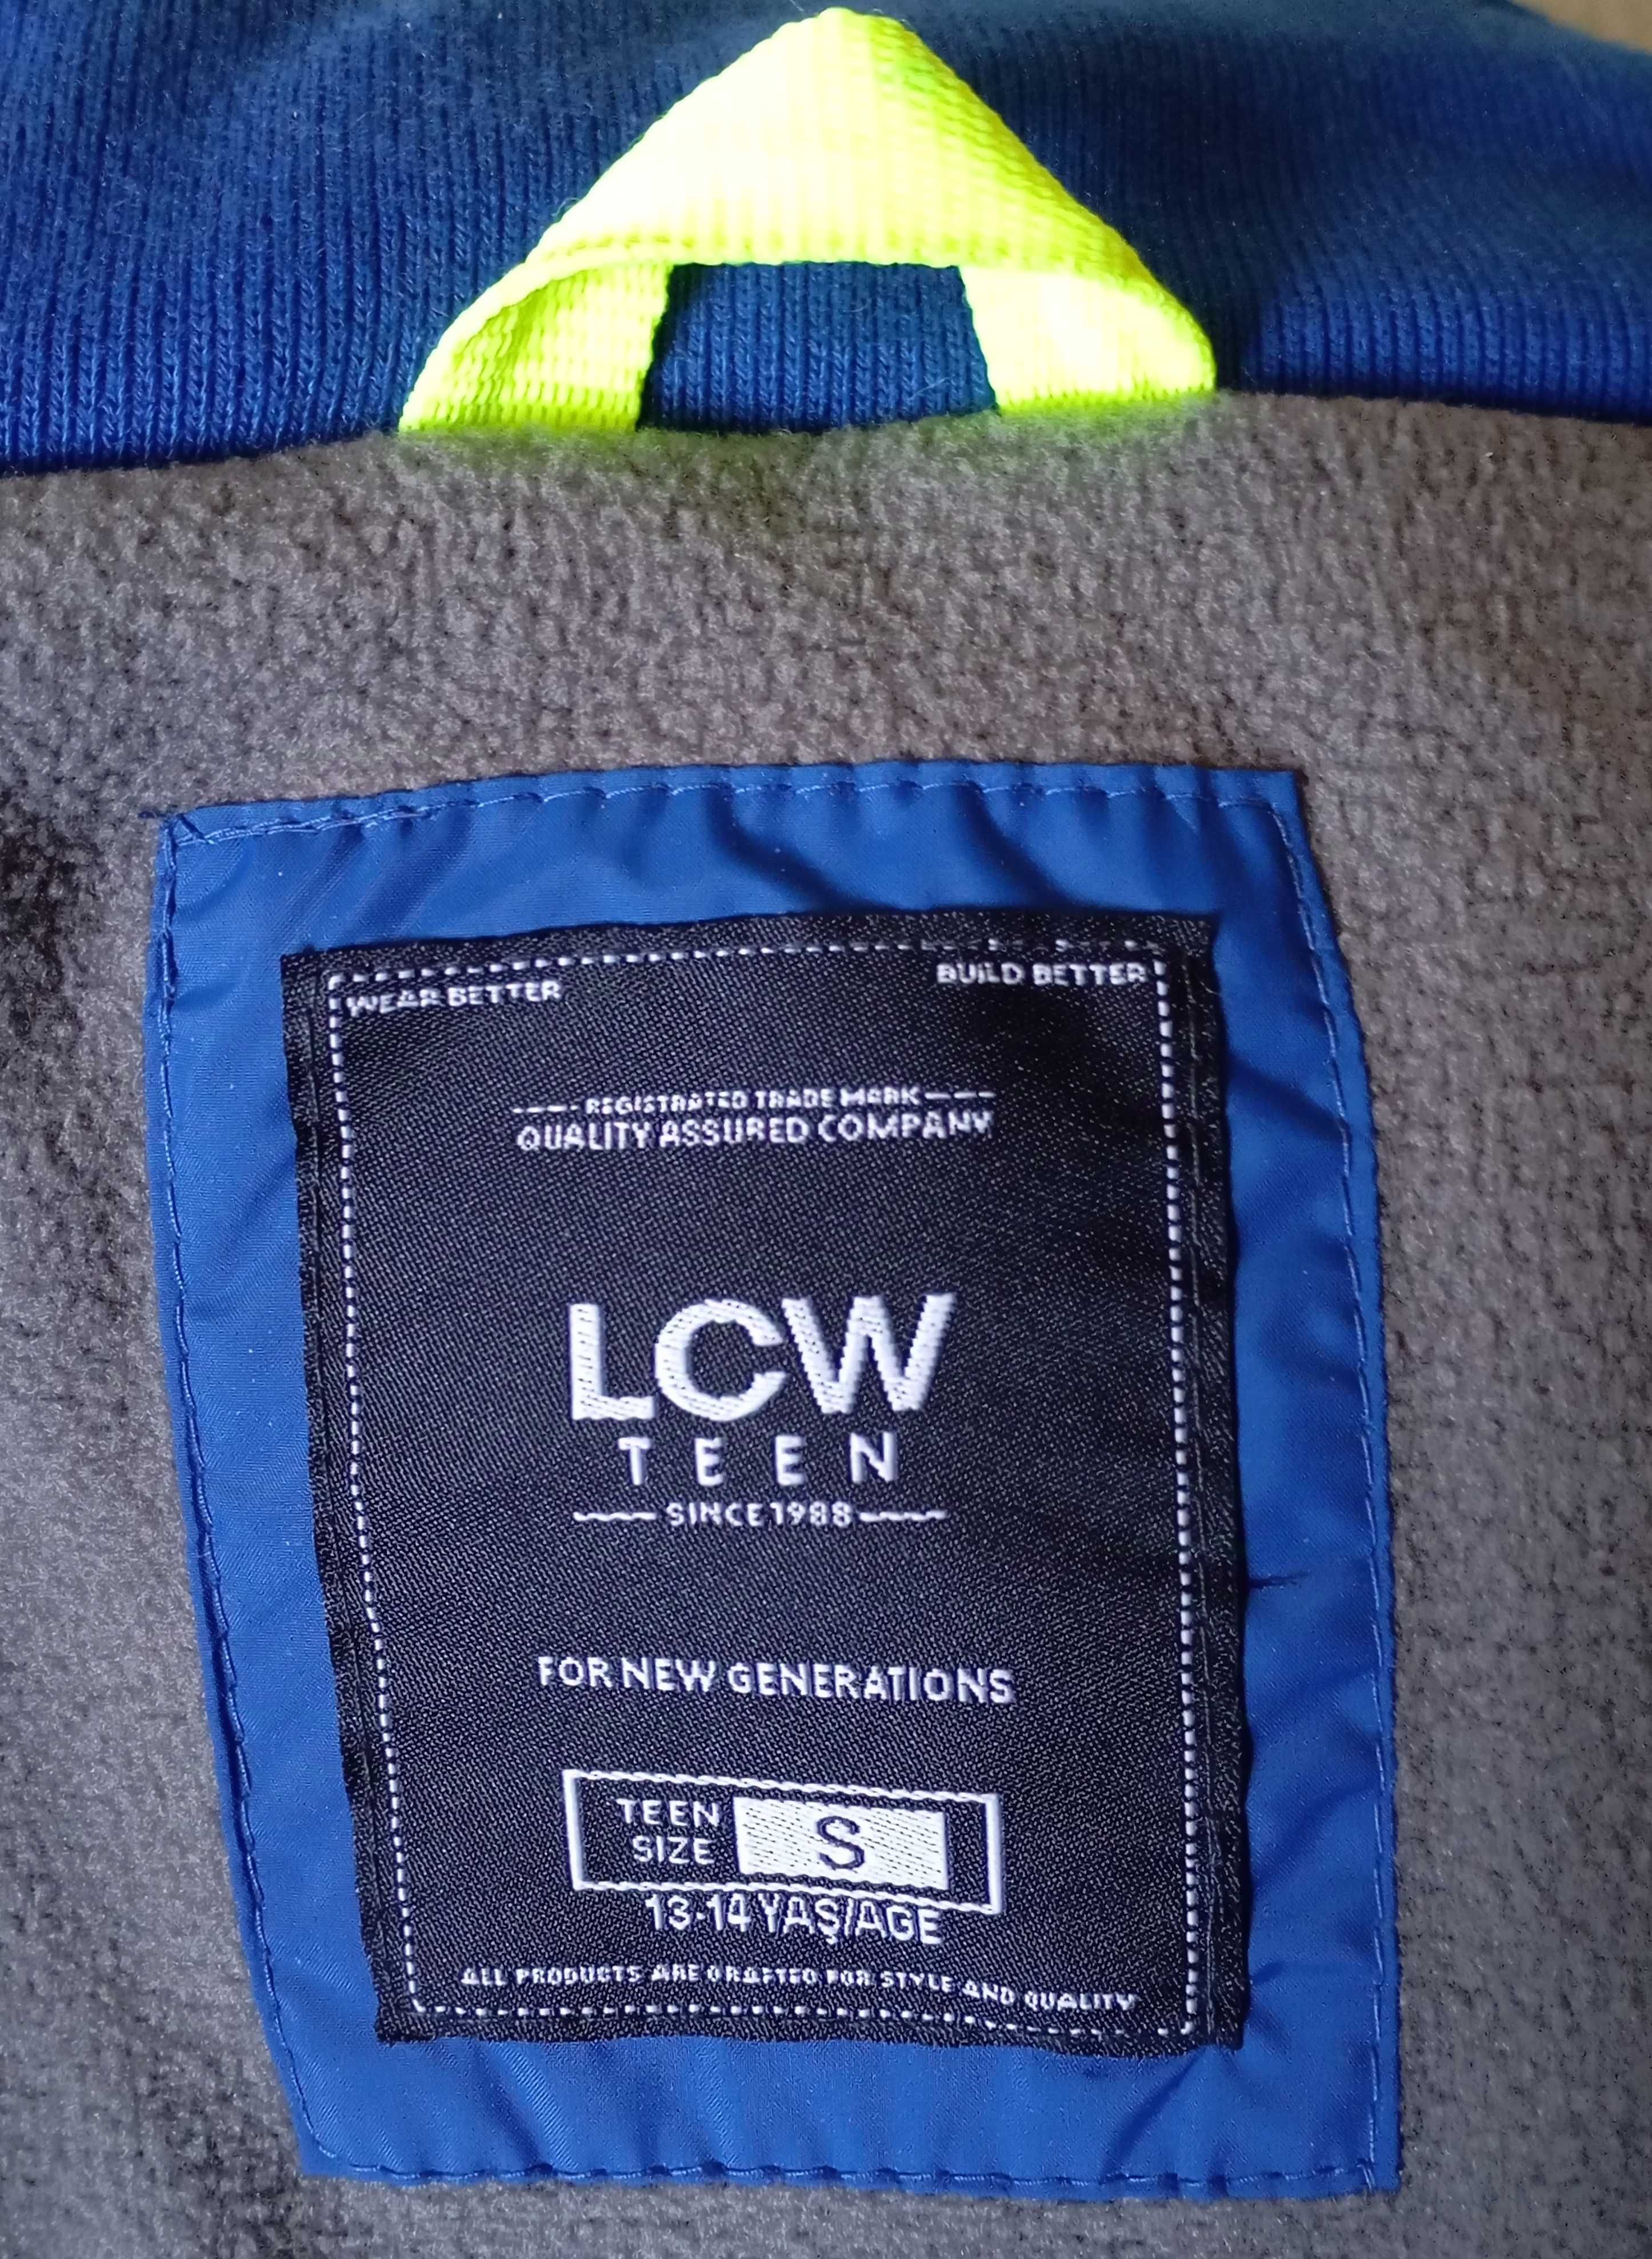 WEAR BETTER
BUILD BETTER
REGISTRATED TRADE MARK
QUALITY ASSURED COMPANY
LCW
TEEN
SINCE 1988
FOR NEW GENERATIONS
TEEN
SIZE
S
13-14 YAŞ/AGE
ALL PRODUCTS ARE CRAFTED FOR STYLE AND QUALITY